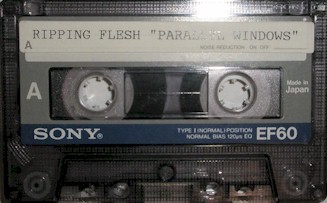 RIPPING FLESH "PARALLEL WINDOWS"
A
NOISE REDUCTION ON OFF
Made in
Japan
A
SONY
TYPE I (NORMAL) POSITION
NORMAL BIAS 120μs EQ
EF60